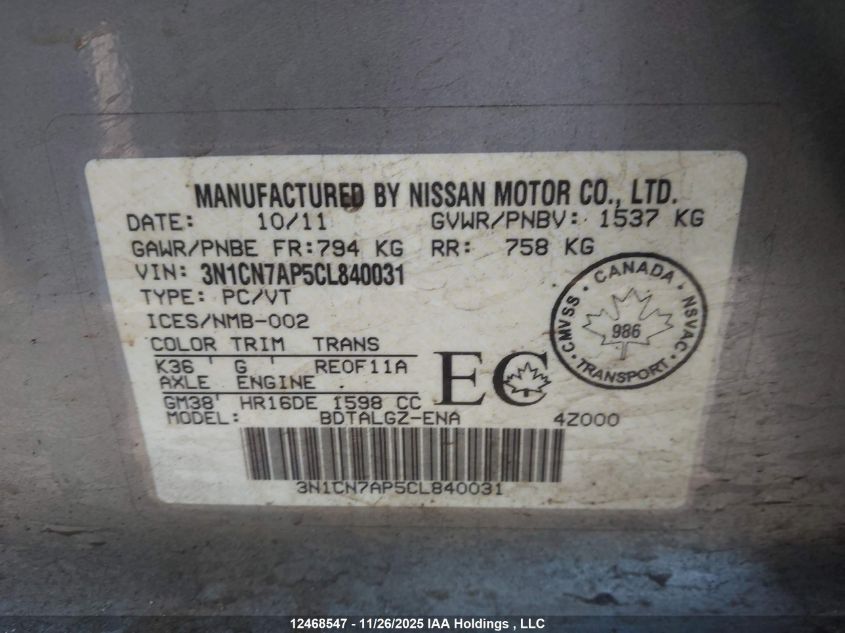 MANUFACTURED BY NISSAN MOTOR CO., LTD.
DATE: 10/11 GVWR/PNBV: 1537 KG
GAWR/PNBE FR:794 KG RR: 758 KG
VIN: 3N1CN7AP5CL840031
TYPE: PC/VT
ICES/NMB-002
COLOR TRIM TRANS
K36 G RE0F11A
AXLE ENGINE
GM38 HR16DE 1598 CC
MODEL: BDTALGZ-ENA 4Z000
3N1CN7AP5CL840031
EC
CANADA
CMVSS
986
NSVAC
TRANSPORT
12468547 - 11/26/2025 IAA Holdings , LLC